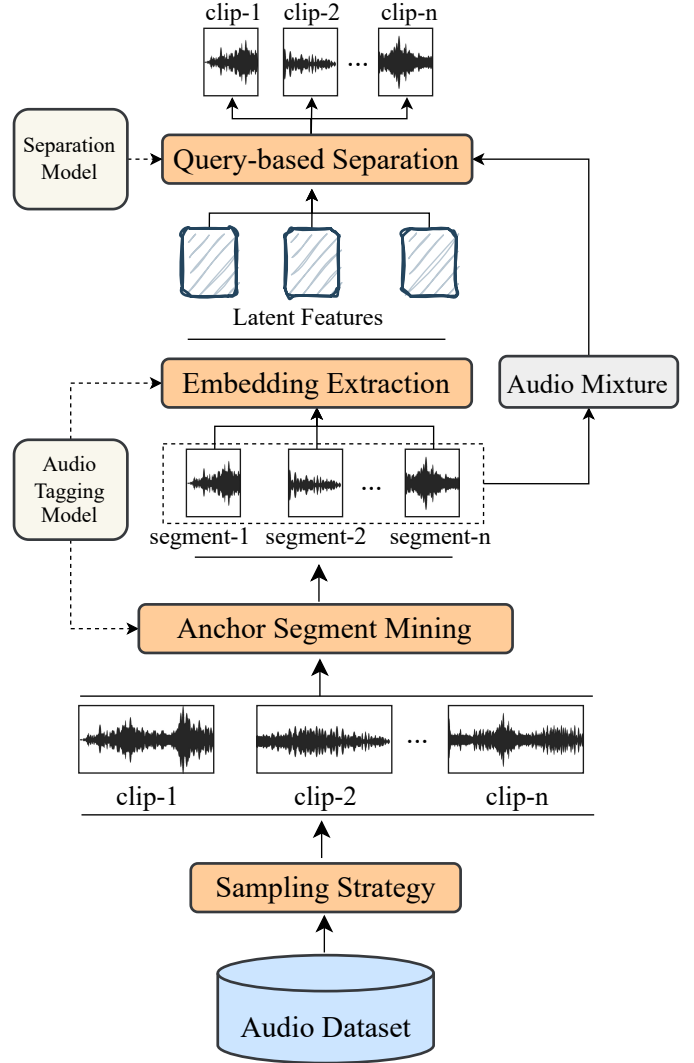 clip-1 clip-2 clip-n
...
Separation
Model
Query-based Separation
Latent Features
Embedding Extraction
Audio Mixture
Audio
Tagging
Model
...
segment-1 segment-2 segment-n
Anchor Segment Mining
...
clip-1 clip-2 clip-n
Sampling Strategy
Audio Dataset